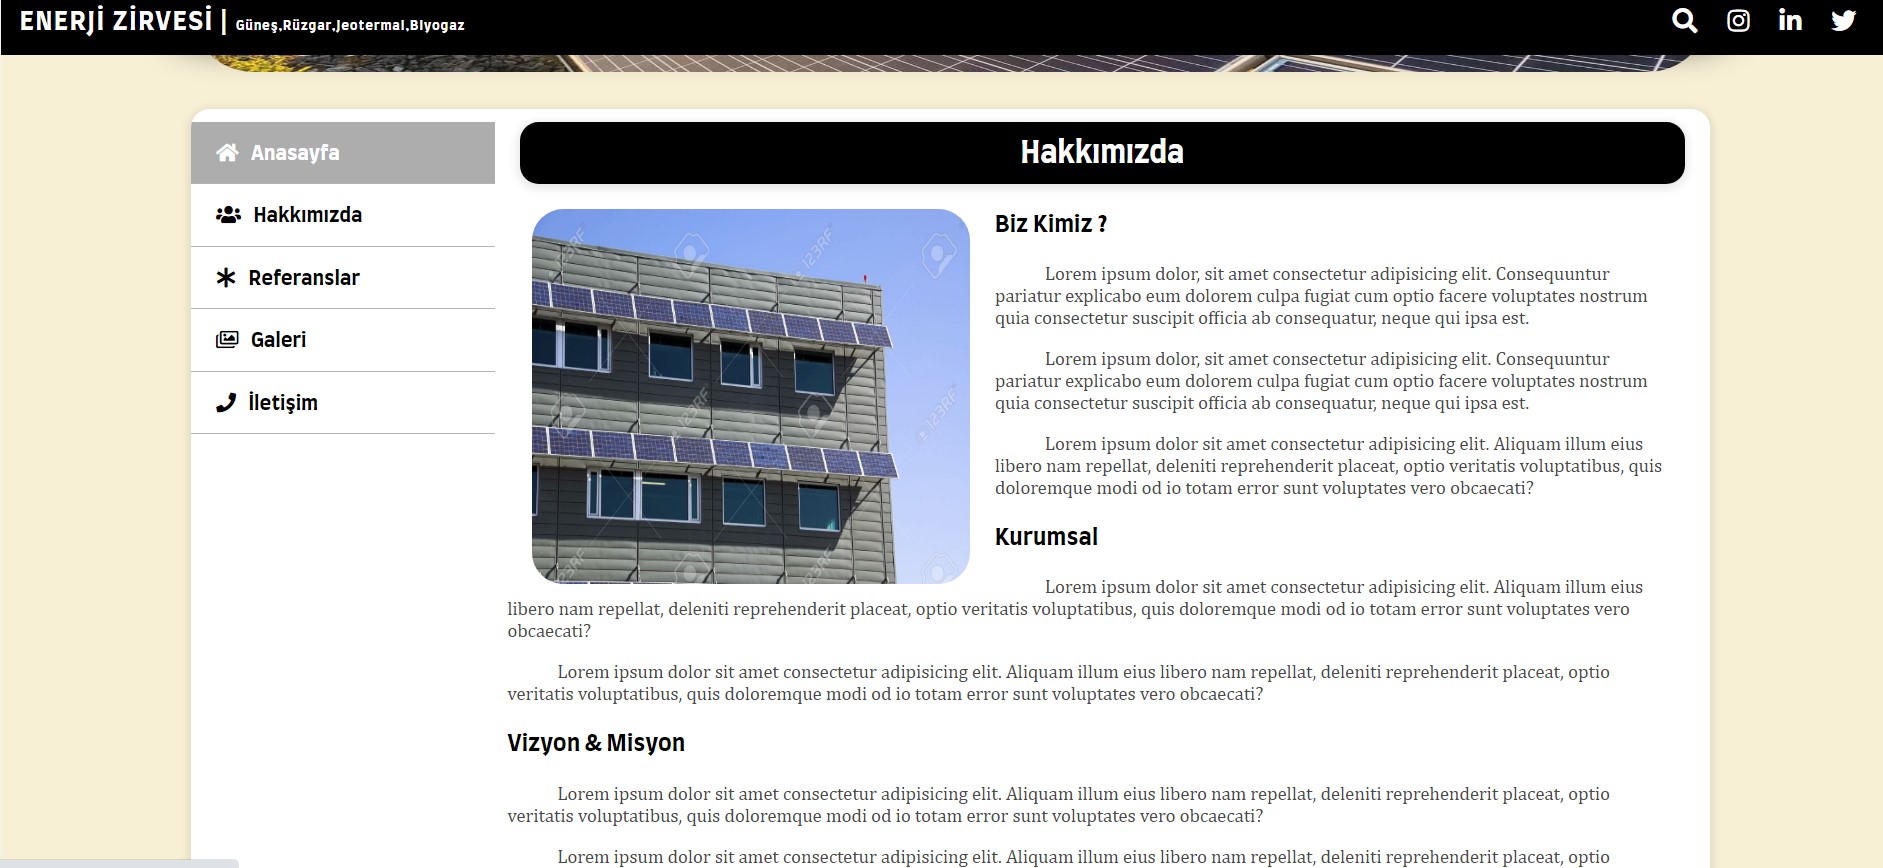 ENERJİ ZİRVESİ | Güneş,Rüzgar,Jeotermal,Biyogaz
Anasayfa
Hakkımızda
Referanslar
Galeri
İletişim
Hakkımızda
123RF
123RF
123RF
123RF
123RF
123RF
Biz Kimiz ?
Lorem ipsum dolor, sit amet consectetur adipisicing elit. Consequuntur
pariatur explicabo eum dolorem culpa fugiat cum optio facere voluptates nostrum
quia consectetur suscipit officia ab consequatur, neque qui ipsa est.
Lorem ipsum dolor, sit amet consectetur adipisicing elit. Consequuntur
pariatur explicabo eum dolorem culpa fugiat cum optio facere voluptates nostrum
quia consectetur suscipit officia ab consequatur, neque qui ipsa est.
Lorem ipsum dolor sit amet consectetur adipisicing elit. Aliquam illum eius
libero nam repellat, deleniti reprehenderit placeat, optio veritatis voluptatibus, quis
doloremque modi od io totam error sunt voluptates vero obcaecati?
Kurumsal
Lorem ipsum dolor sit amet consectetur adipisicing elit. Aliquam illum eius
libero nam repellat, deleniti reprehenderit placeat, optio veritatis voluptatibus, quis doloremque modi od io totam error sunt voluptates vero
obcaecati?
Lorem ipsum dolor sit amet consectetur adipisicing elit. Aliquam illum eius libero nam repellat, deleniti reprehenderit placeat, optio
veritatis voluptatibus, quis doloremque modi od io totam error sunt voluptates vero obcaecati?
Vizyon & Misyon
Lorem ipsum dolor sit amet consectetur adipisicing elit. Aliquam illum eius libero nam repellat, deleniti reprehenderit placeat, optio
veritatis voluptatibus, quis doloremque modi od io totam error sunt voluptates vero obcaecati?
Lorem ipsum dolor sit amet consectetur adipisicing elit. Aliquam illum eius libero nam repellat, deleniti reprehenderit placeat, optio